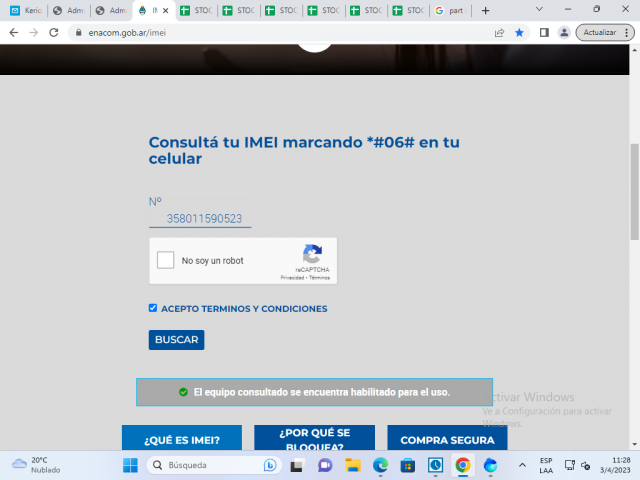 Keric
Adm
Adm
STOC
STOC
STOC
STOC
STOC
STOC
part
enacom.gob.ar/imei
Actualizar
Consultá tu IMEI marcando *#06# en tu
celular
Nº
358011590523
No soy un robot
reCAPTCHA
Privacidad • Términos
ACEPTO TERMINOS Y CONDICIONES
BUSCAR
El equipo consultado se encuentra habilitado para el uso.
Activar Windows
Ve a Configuración para activar
Windows.
¿QUÉ ES IMEI?
¿POR QUÉ SE
BLOQUEA?
COMPRA SEGURA
20°C
Nublado
Búsqueda
ESP
LAA
11:28
3/4/2023